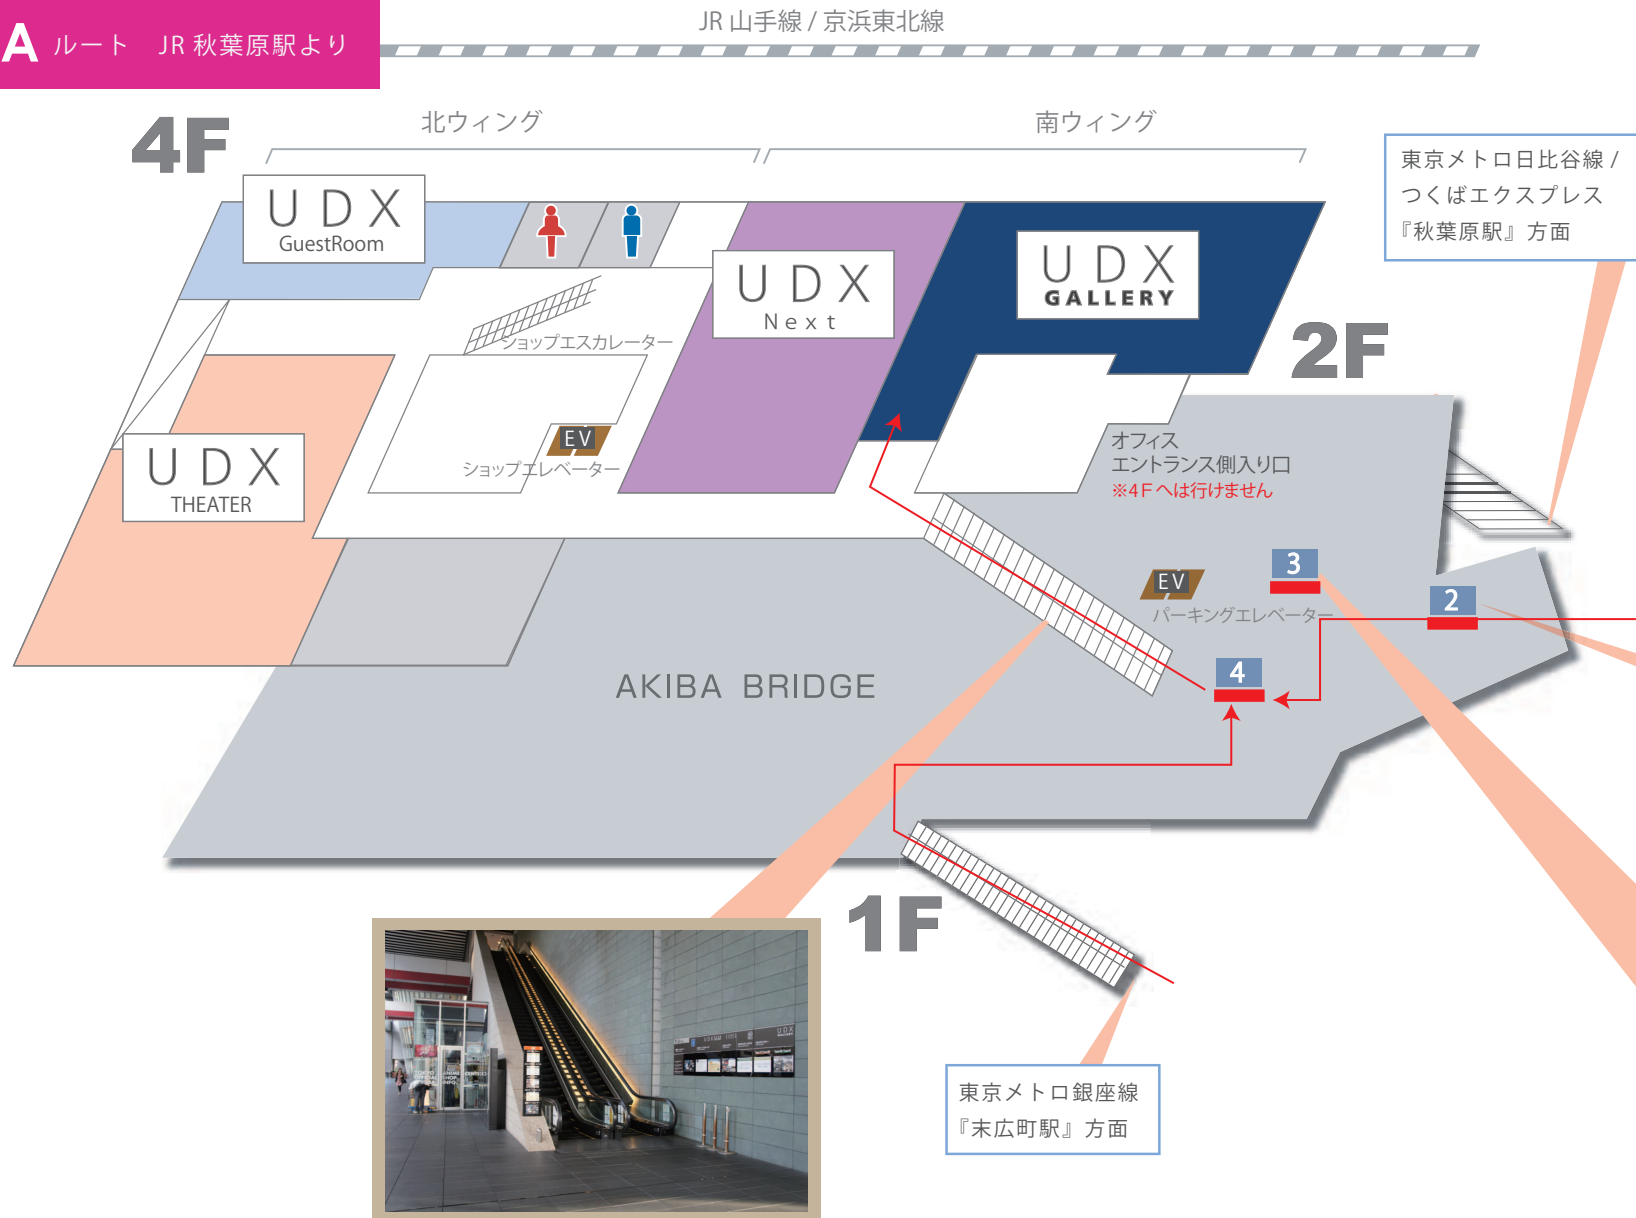 A ルート　JR 秋葉原駅より
JR 山手線 / 京浜東北線
4F
北ウィング
南ウィング
東京メトロ日比谷線 /
つくばエクスプレス
『秋葉原駅』方面
UDX
GuestRoom
UDX
Next
UDX
GALLERY
2F
ショップエスカレーター
EV
ショップエレベーター
UDX
THEATER
オフィス
エントランス側入り口
※4Fへは行けません
3
EV
パーキングエレベーター
2
4
AKIBA BRIDGE
1F
UDX
東京メトロ銀座線
『末広町駅』方面